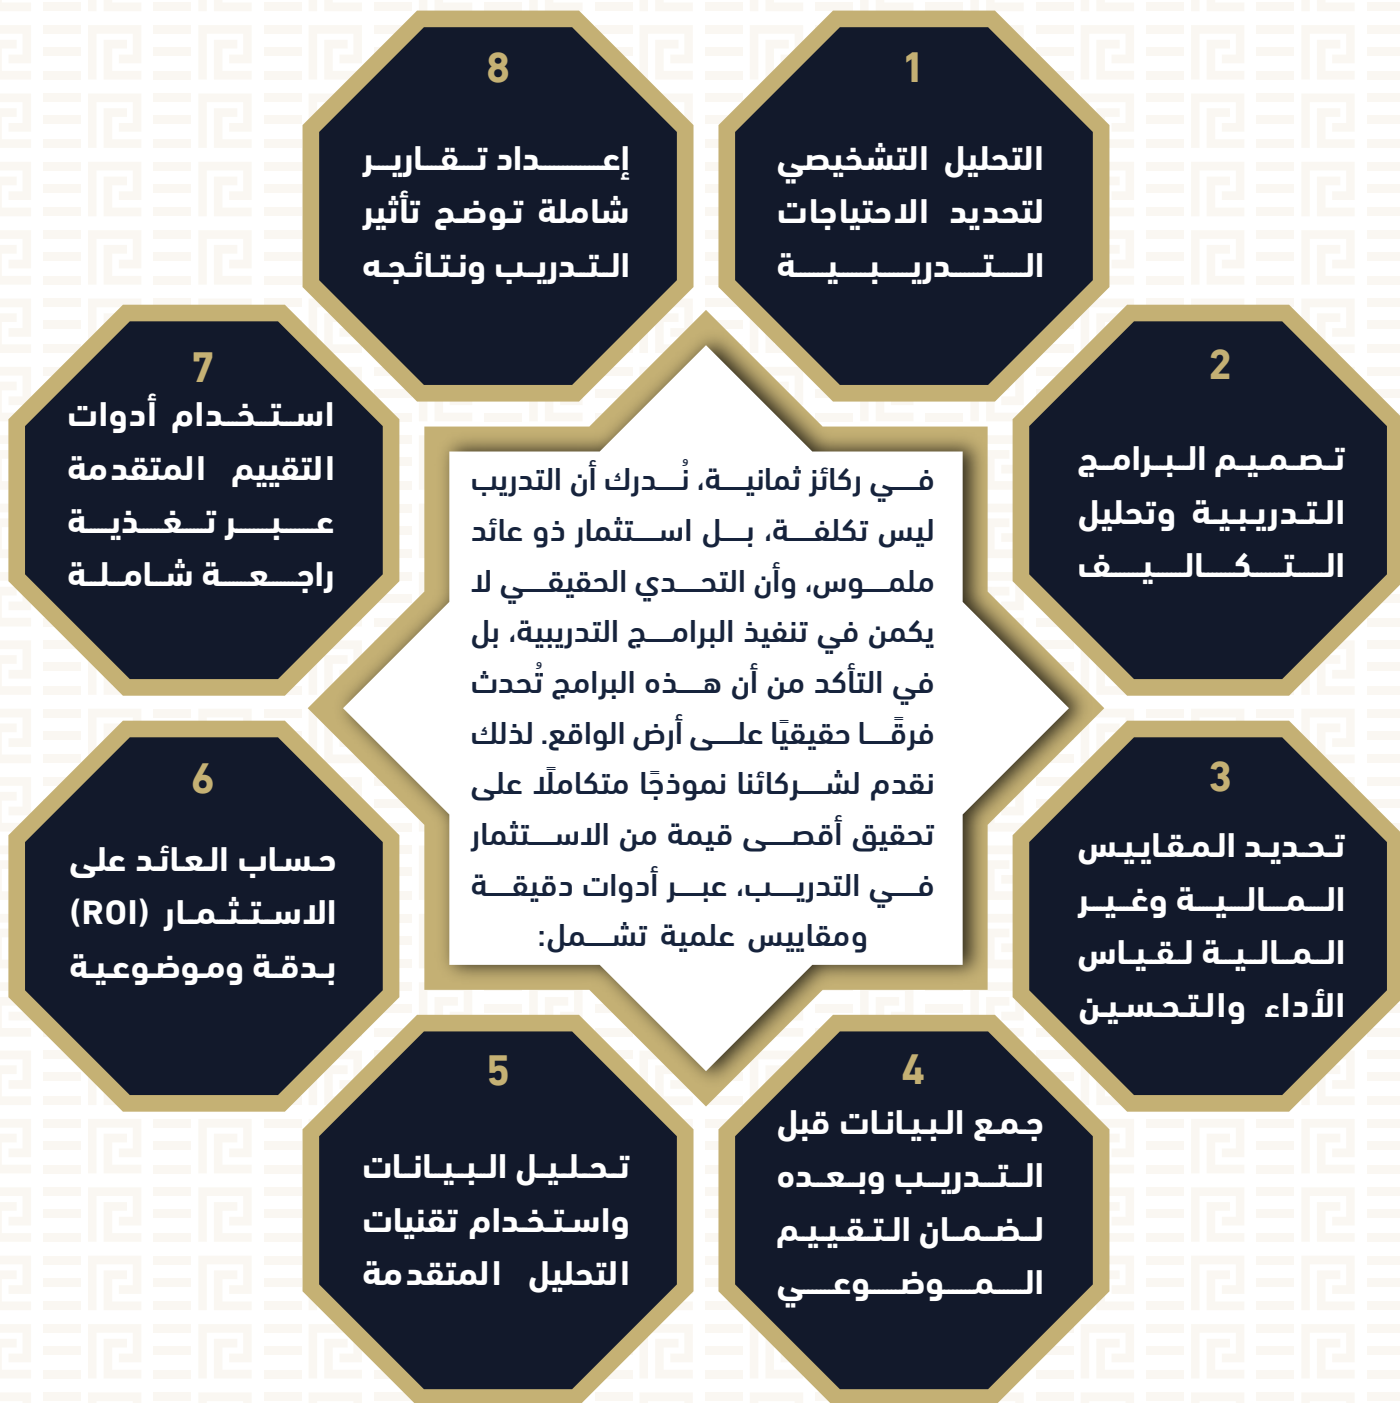 في ركائز ثمانية، نُدرك أن التدريب
ليس تكلفة، بل استثمار ذو عائد
ملموس، وأن التحدي الحقيقي لا
يكمن في تنفيذ البرامج التدريبية، بل
في التأكد من أن هذه البرامج تُحدث
فرقًا حقيقيًا على أرض الواقع. لذلك
نقدم لشركائنا نموذجًا متكاملًا على
تحقيق أقصى قيمة من الاستثمار
في التدريب، عبر أدوات دقيقة
ومقاييس علمية تشمل:
1
التحليل التشخيصي
لتحديد الاحتياجات
التدريبية
2
تصميم البرامج
التدريبية وتحليل
التكاليف
3
تحديد المقاييس
المالية وغير
المالية لقياس
الأداء والتحسين
4
جمع البيانات قبل
التدريب وبعده
لضمان التقييم
الموضوعي
5
تحليل البيانات
واستخدام تقنيات
التحليل المتقدمة
6
حساب العائد على
الاستثمار (ROI)
بدقة وموضوعية
7
استخدام أدوات
التقييم المتقدمة
عبر تغذية
راجعة شاملة
8
إعداد تقارير
شاملة توضح تأثير
التدريب ونتائجه